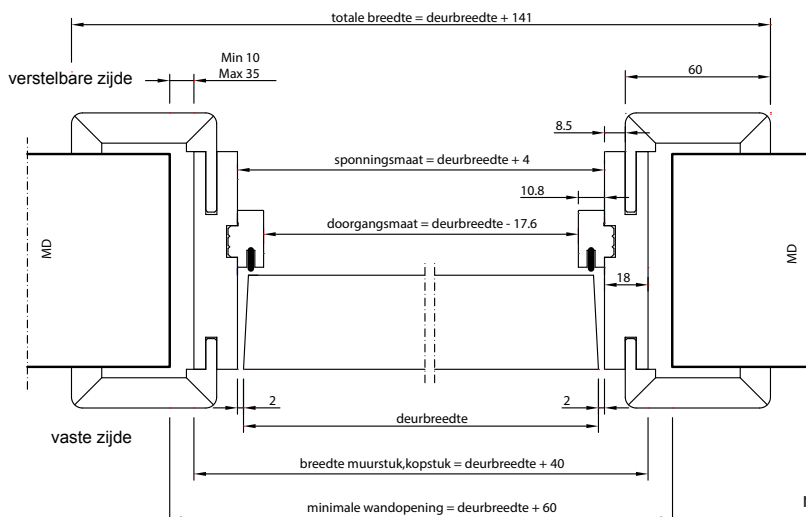 totale breedte = deurbreedte + 141
Min 10
Max 35
verstelbare zijde
60
8.5
sponningsmaat = deurbreedte + 4
10.8
doorgangsmaat = deurbreedte - 17.6
MD
MD
18
2
2
deurbreedte
vaste zijde
breedte muurstuk,kopstuk = deurbreedte + 40
minimale wandopening = deurbreedte + 60